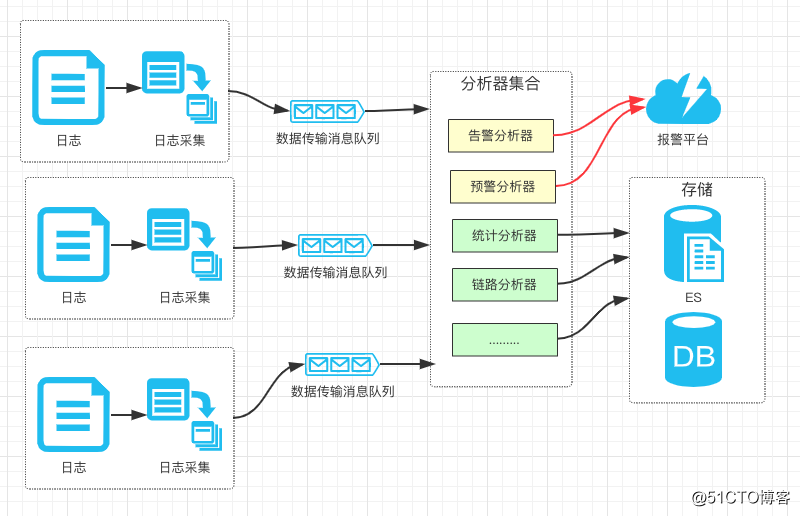 日志
日志采集
数据传输消息队列
日志
日志采集
数据传输消息队列
日志
日志采集
数据传输消息队列
分析器集合
告警分析器
预警分析器
统计分析器
链路分析器
.........
报警平台
存储
ES
DB
@51CTO博客